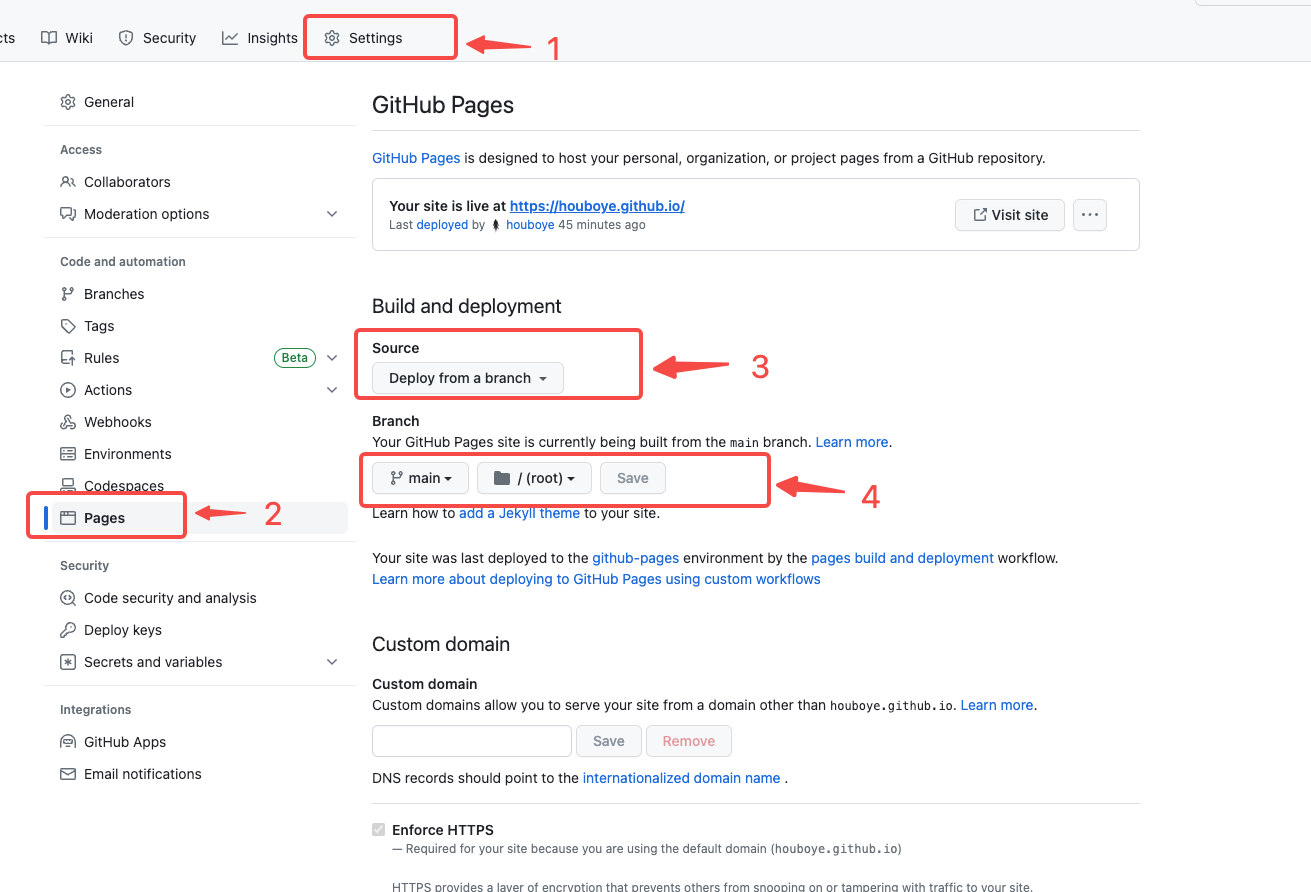 cts Wiki Security Insights Settings 1
General
Access
Collaborators
Moderation options
Code and automation
Branches
Tags
Rules Beta
Actions
Webhooks
Environments
Codespaces
Pages 2
Security
Code security and analysis
Deploy keys
Secrets and variables
Integrations
GitHub Apps
Email notifications
GitHub Pages
GitHub Pages is designed to host your personal, organization, or project pages from a GitHub repository.
Your site is live at https://houboye.github.io/
Last deployed by houboye 45 minutes ago
Visit site ...
Build and deployment
Source
Deploy from a branch 3
Branch
Your GitHub Pages site is currently being built from the main branch. Learn more.
main / (root) Save 4
Learn how to add a Jekyll theme to your site.
Your site was last deployed to the github-pages environment by the pages build and deployment workflow.
Learn more about deploying to GitHub Pages using custom workflows
Custom domain
Custom domain
Custom domains allow you to serve your site from a domain other than houboye.github.io. Learn more.
Save Remove
DNS records should point to the internationalized domain name .
Enforce HTTPS
— Required for your site because you are using the default domain (houboye.github.io)
HTTPS provides a layer of encryption that prevents others from snooping on or tampering with traffic to your site.